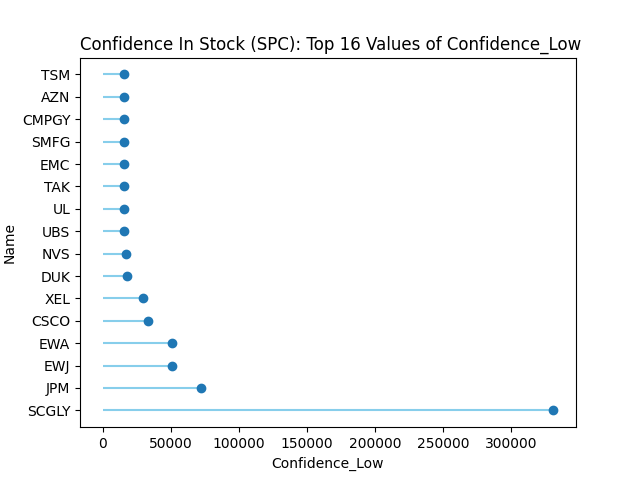 Confidence In Stock (SPC): Top 16 Values of Confidence_Low
TSM
AZN
CMPGY
SMFG
EMC
TAK
UL
UBS
NVS
DUK
XEL
CSCO
EWA
EWJ
JPM
SCGLY
Name
0 50000 100000 150000 200000 250000 300000
Confidence_Low